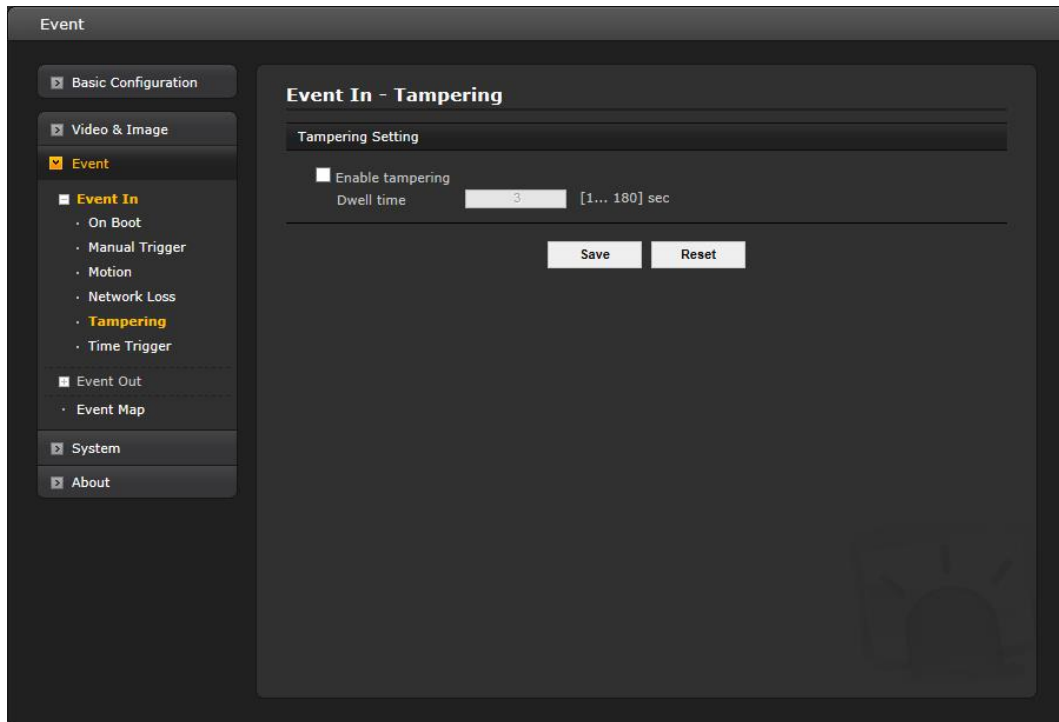 Event
Basic Configuration
Video & Image
Event
Event In
· On Boot
· Manual Trigger
· Motion
· Network Loss
· Tampering
· Time Trigger
Event Out
· Event Map
System
About
Event In - Tampering
Tampering Setting
Enable tampering
Dwell time 3 [1... 180] sec
Save Reset